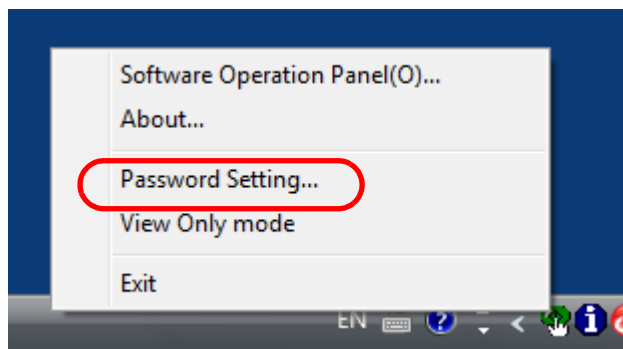 Software Operation Panel(O)...
About...
Password Setting...
View Only mode
Exit
EN